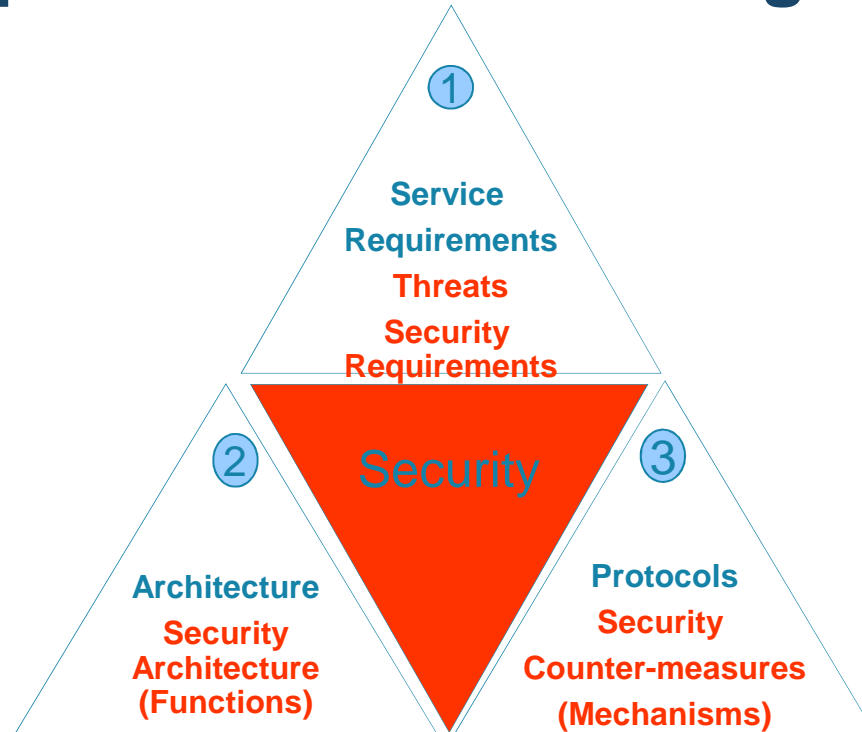 1
Service
Requirements
Threats
Security
Requirements
2
Security
3
Architecture
Security
Architecture
(Functions)
Protocols
Security
Counter-measures
(Mechanisms)